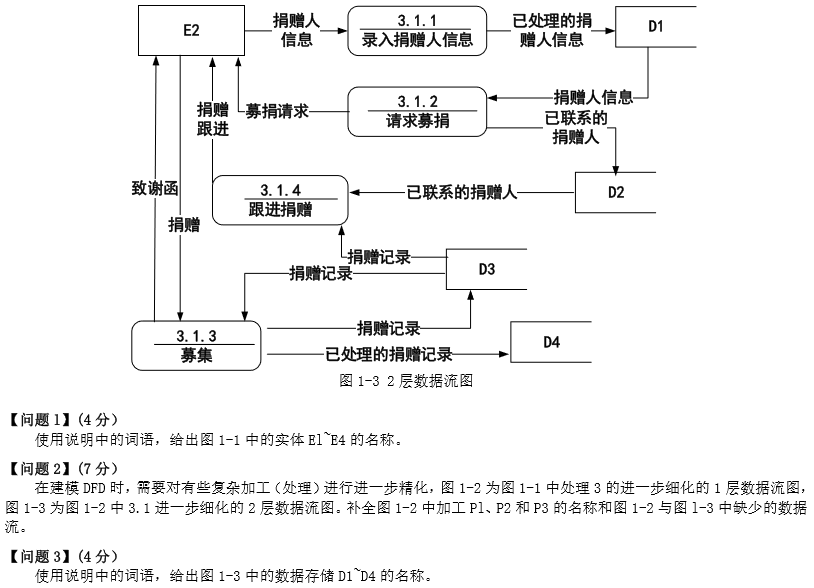 E2
捐赠人
信息
3.1.1
录入捐赠人信息
已处理的捐
赠人信息
D1
捐赠
跟进
募捐请求
3.1.2
请求募捐
捐赠人信息
已联系的
捐赠人
致谢函
捐赠
3.1.4
跟进捐赠
已联系的捐赠人
D2
捐赠记录
捐赠记录
D3
3.1.3
募集
捐赠记录
已处理的捐赠记录
D4
图 1-3 2 层数据流图
【问题 1】(4 分)
使用说明中的词语，给出图 1-1 中的实体 El~E4 的名称。
【问题 2】(7 分)
在建模 DFD 时，需要对有些复杂加工（处理）进行进一步精化，图 1-2 为图 1-1 中处理 3 的进一步细化的 1 层数据流图，
图 1-3 为图 1-2 中 3.1 进一步细化的 2 层数据流图。补全图 1-2 中加工 Pl、P2 和 P3 的名称和图 1-2 与图 l-3 中缺少的数据
流。
【问题 3】(4 分)
使用说明中的词语，给出图 1-3 中的数据存储 D1~D4 的名称。